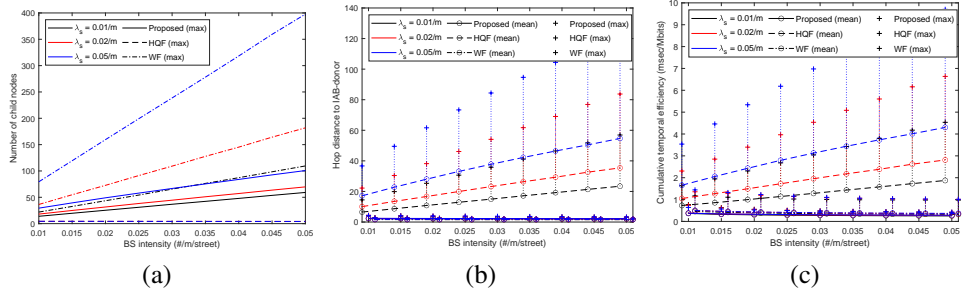 400
350
300
250
200
150
100
50
0
Number of child nodes
λs = 0.01/m
λs = 0.02/m
λs = 0.05/m
Proposed (max)
HQF (max)
WF (max)
0.01 0.015 0.02 0.025 0.03 0.035 0.04 0.045 0.05
BS intensity (#/m/street)
(a)
140
120
100
80
60
40
20
0
Hop distance to IAB-donor
λs = 0.01/m Proposed (mean) Proposed (max)
λs = 0.02/m HQF (mean) HQF (max)
λs = 0.05/m WF (mean) WF (max)
0.01 0.015 0.02 0.025 0.03 0.035 0.04 0.045 0.05
BS intensity (#/m/street)
(b)
10
9
8
7
6
5
4
3
2
1
0
Cumulative temporal efficiency (msec/Mbits)
λs = 0.01/m Proposed (mean) Proposed (max)
λs = 0.02/m HQF (mean) HQF (max)
λs = 0.05/m WF (mean) WF (max)
0.01 0.015 0.02 0.025 0.03 0.035 0.04 0.045 0.05
BS intensity (#/m/street)
(c)